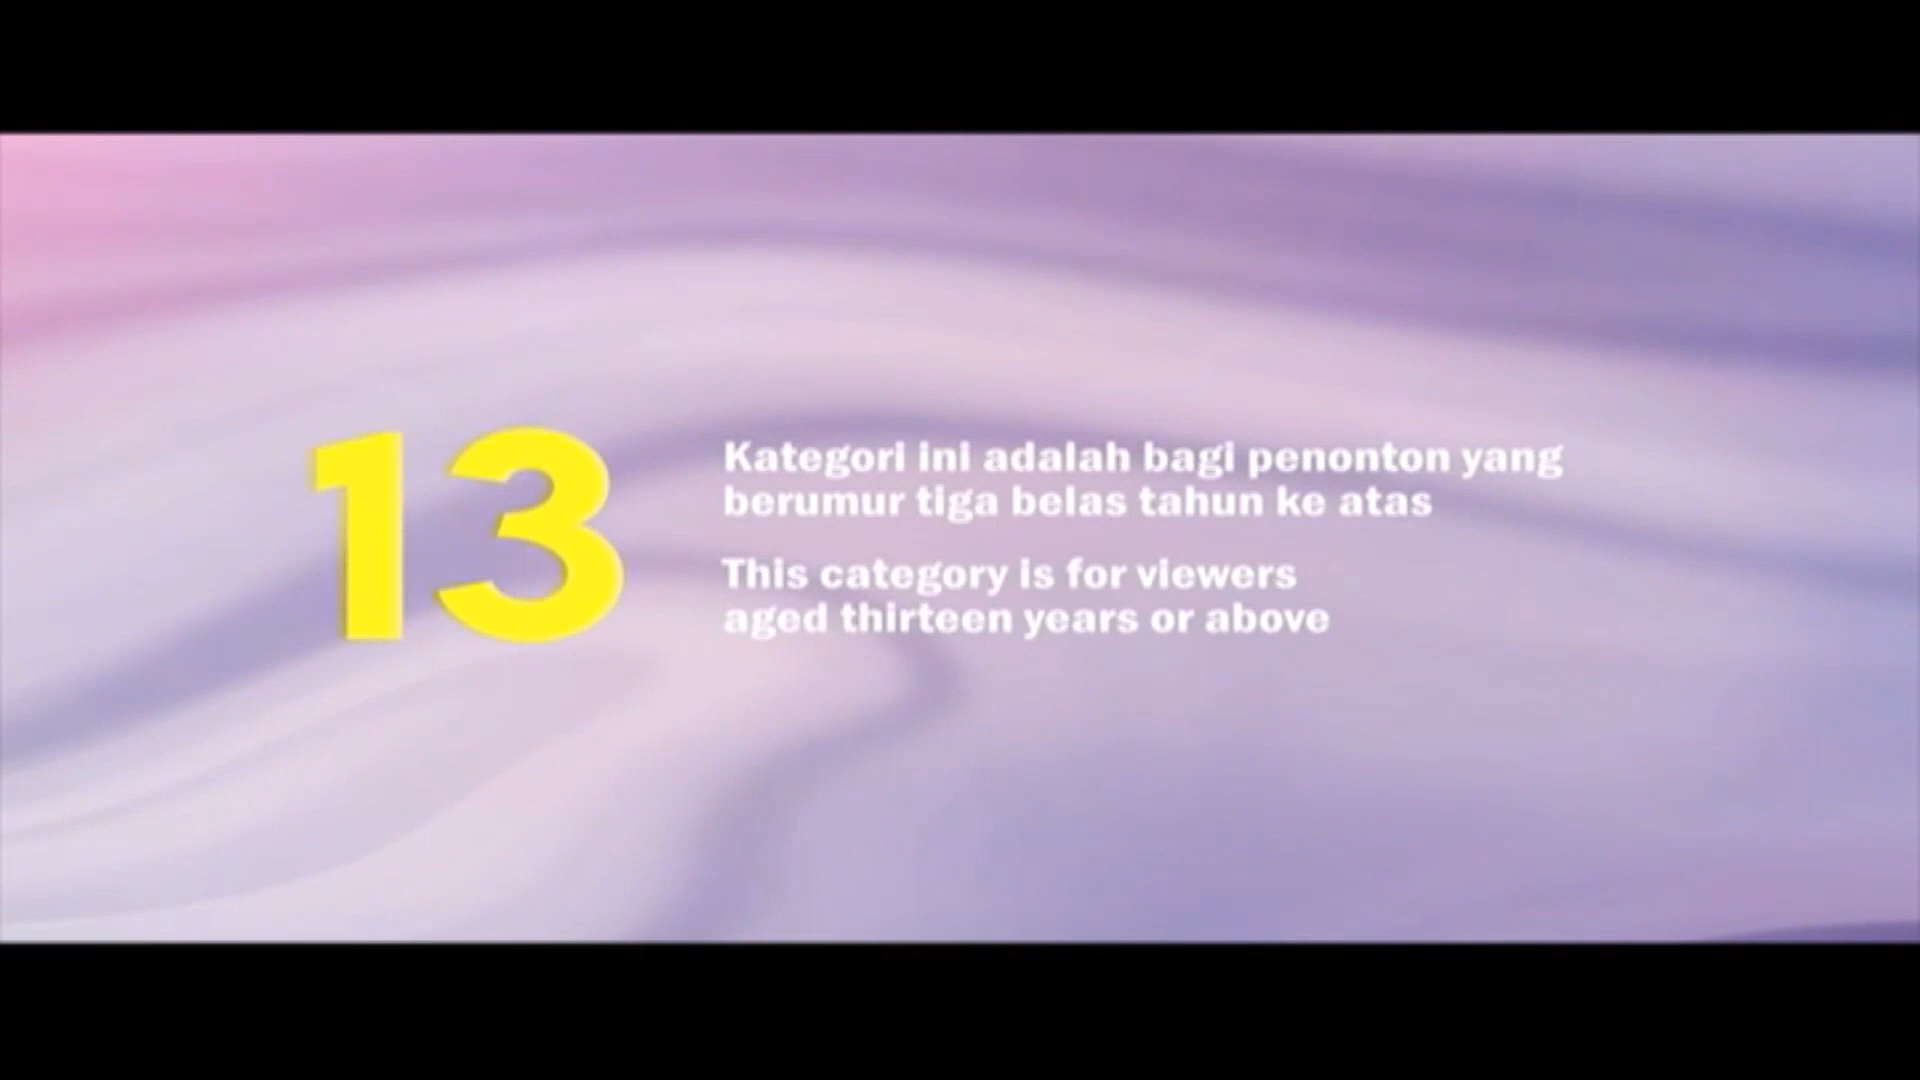 13
Kategori ini adalah bagi penonton yang
berumur tiga belas tahun ke atas
This category is for viewers
aged thirteen years or above